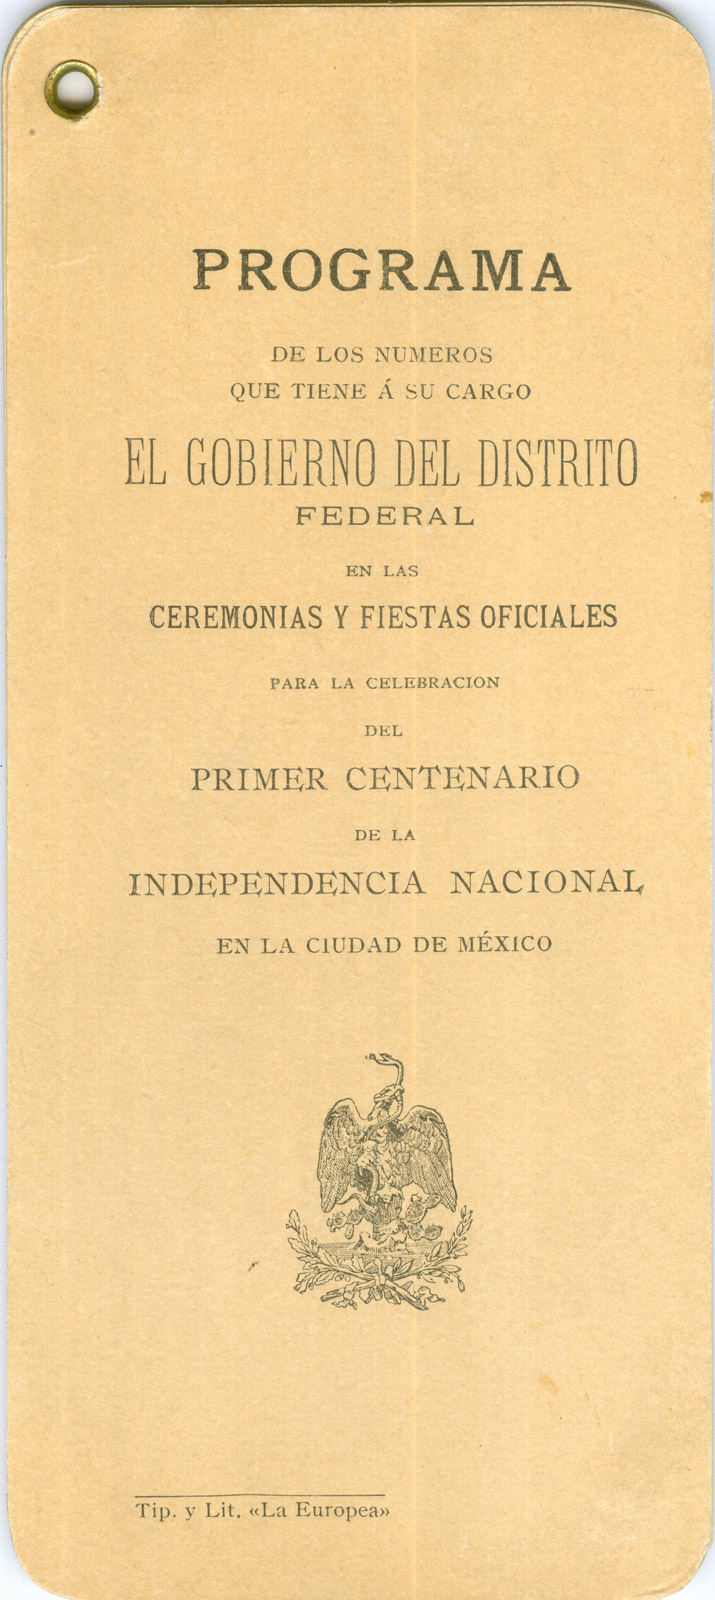 PROGRAMA
DE LOS NUMEROS
QUE TIENE Á SU CARGO
EL GOBIERNO DEL DISTRITO
FEDERAL
EN LAS
CEREMONIAS Y FIESTAS OFICIALES
PARA LA CELEBRACION
DEL
PRIMER CENTENARIO
DE LA
INDEPENDENCIA NACIONAL
EN LA CIUDAD DE MÉXICO
Tip. y Lit. «La Europea»